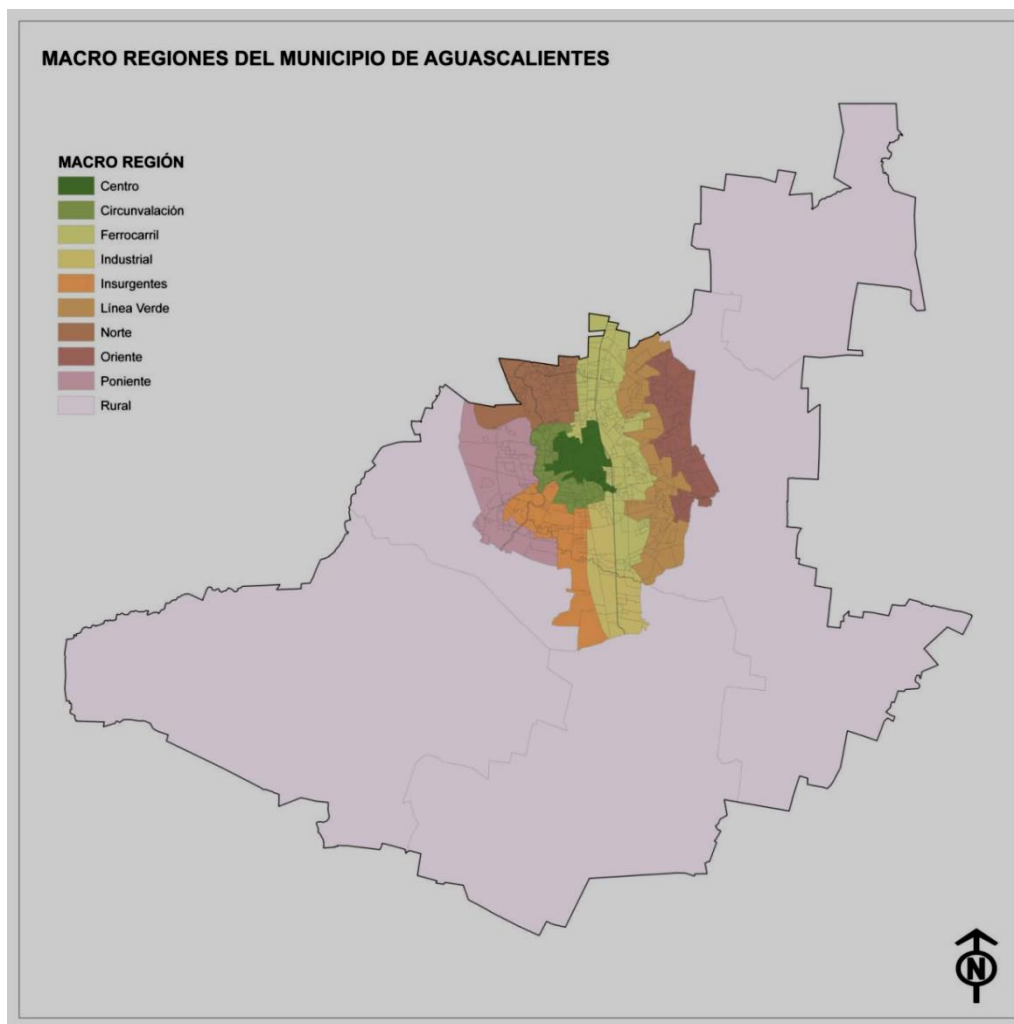 MACRO REGIONES DEL MUNICIPIO DE AGUASCALIENTES
MACRO REGIÓN
Centro
Circunvalación
Ferrocarril
Industrial
Insurgentes
Línea Verde
Norte
Oriente
Poniente
Rural
N